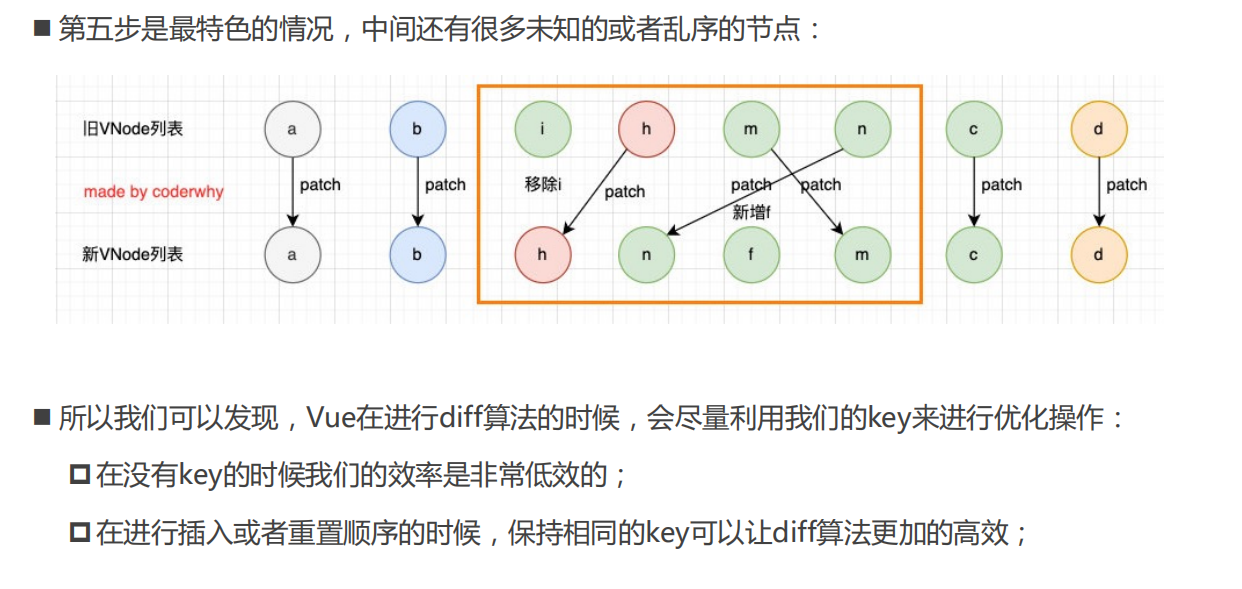 ■ 第五步是最特色的情况，中间还有很多未知的或者乱序的节点：
旧VNode列表 a b i h m n c d
made by coderwhy patch patch 移除i patch patch patch patch patch
新增f
新VNode列表 a b h n f m c d
■ 所以我们可以发现，Vue在进行diff算法的时候，会尽量利用我们的key来进行优化操作：
在没有key的时候我们的效率是非常低效的；
在进行插入或者重置顺序的时候，保持相同的key可以让diff算法更加的高效；